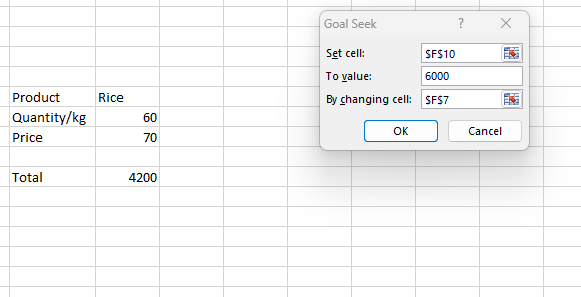 Goal Seek ? ×
Set cell: $F$10
To value: 6000
By changing cell: $F$7
OK Cancel
Product Rice
Quantity/kg 60
Price 70
Total 4200